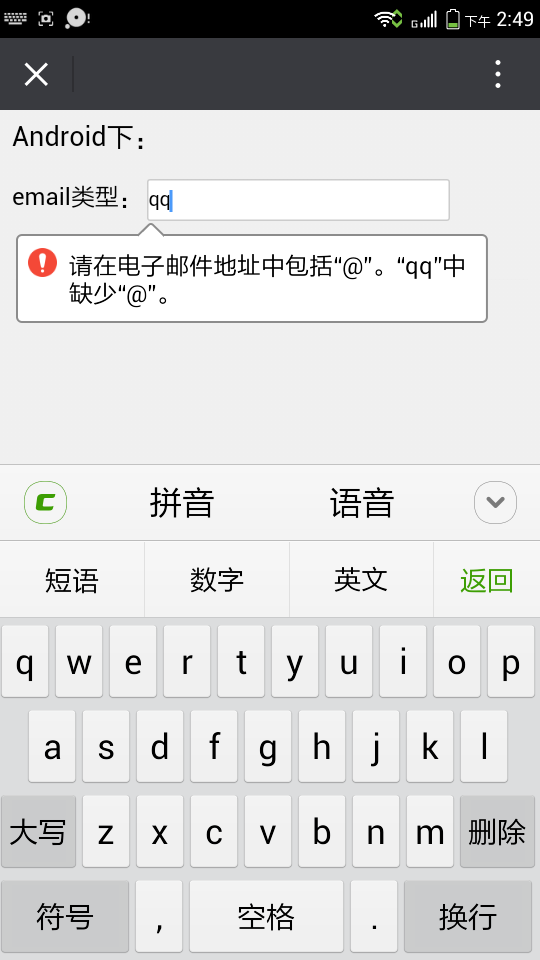 下午 2:49
Android下：
email类型： qq
请在电子邮件地址中包括“@”。“qq”中
缺少“@”。
拼音 语音
短语 数字 英文 返回
q w e r t y u i o p
a s d f g h j k l
大写 z x c v b n m 删除
符号 , 空格 . 换行